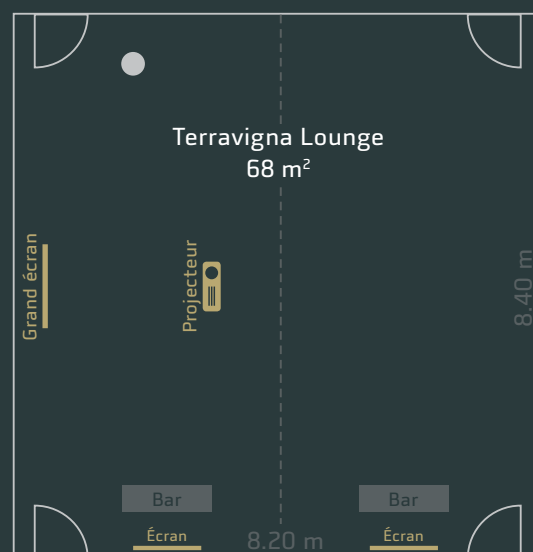 Terravigna Lounge
68 m²
Grand écran
Projecteur
8.40 m
Bar
Bar
Écran
8.20 m
Écran